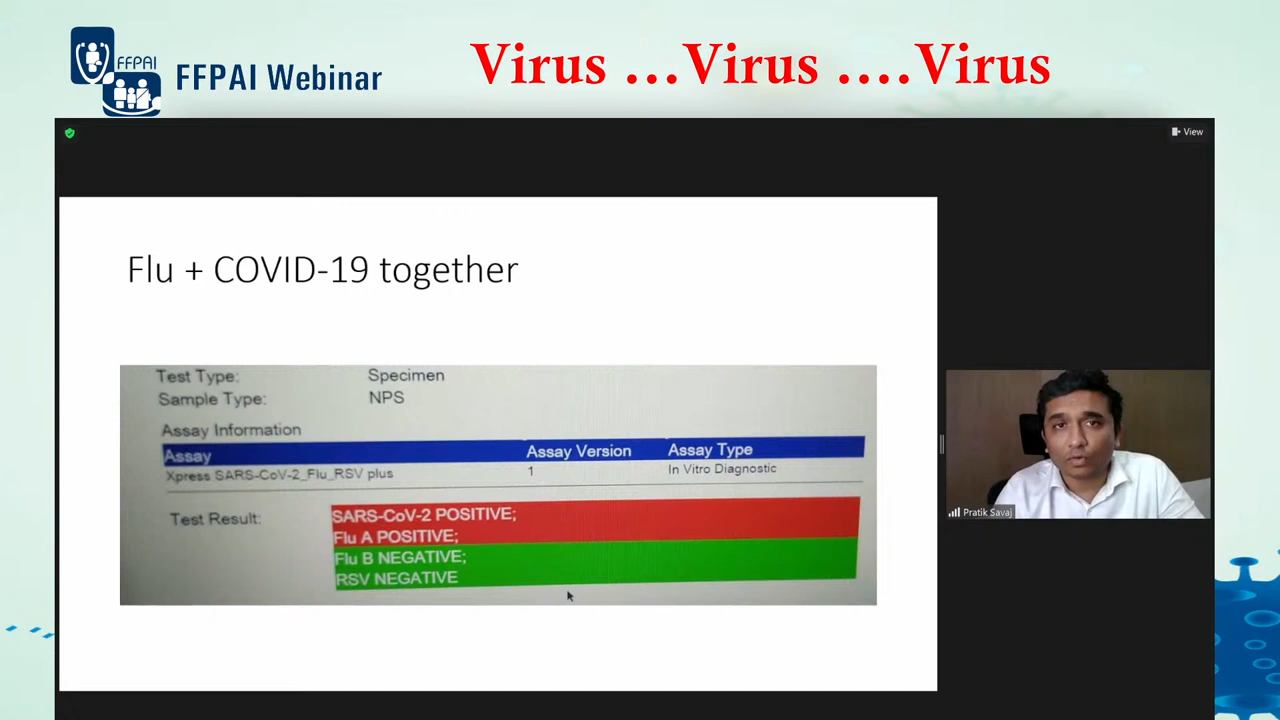 FFPAI
FFPAI Webinar
Virus ...Virus ....Virus
View
Flu + COVID-19 together
Test Type: Specimen
Sample Type: NPS
Assay Information
Assay Assay Version Assay Type
Xpress SARS-CoV-2_Flu_RSV plus 1 In Vitro Diagnostic
Test Result: SARS-CoV-2 POSITIVE;
Flu A POSITIVE;
Flu B NEGATIVE;
RSV NEGATIVE
Pratik Savaj